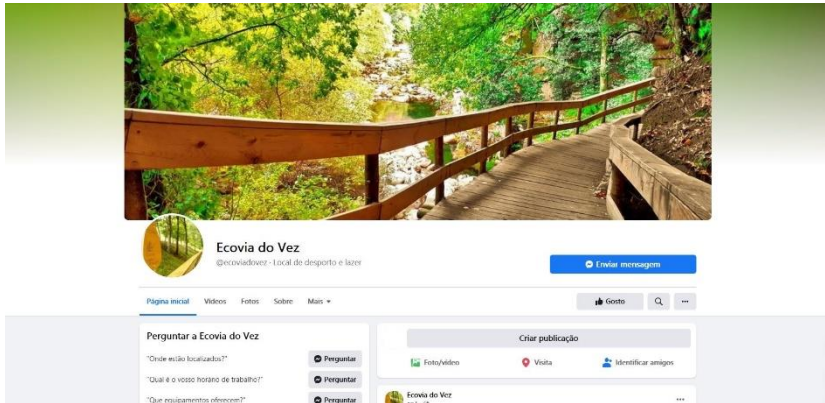 Ecovia do Vez
@ecoviadovez · Local de desporto e lazer
Enviar mensagem
Página inicial Vídeos Fotos Sobre Mais
Gosto
Perguntar a Ecovia do Vez
"Onde estão localizados?" Perguntar
"Qual é o vosso horário de trabalho?" Perguntar
"Que equipamentos oferecem?" Perguntar
Criar publicação
Foto/vídeo Visita Identificar amigos
Ecovia do Vez